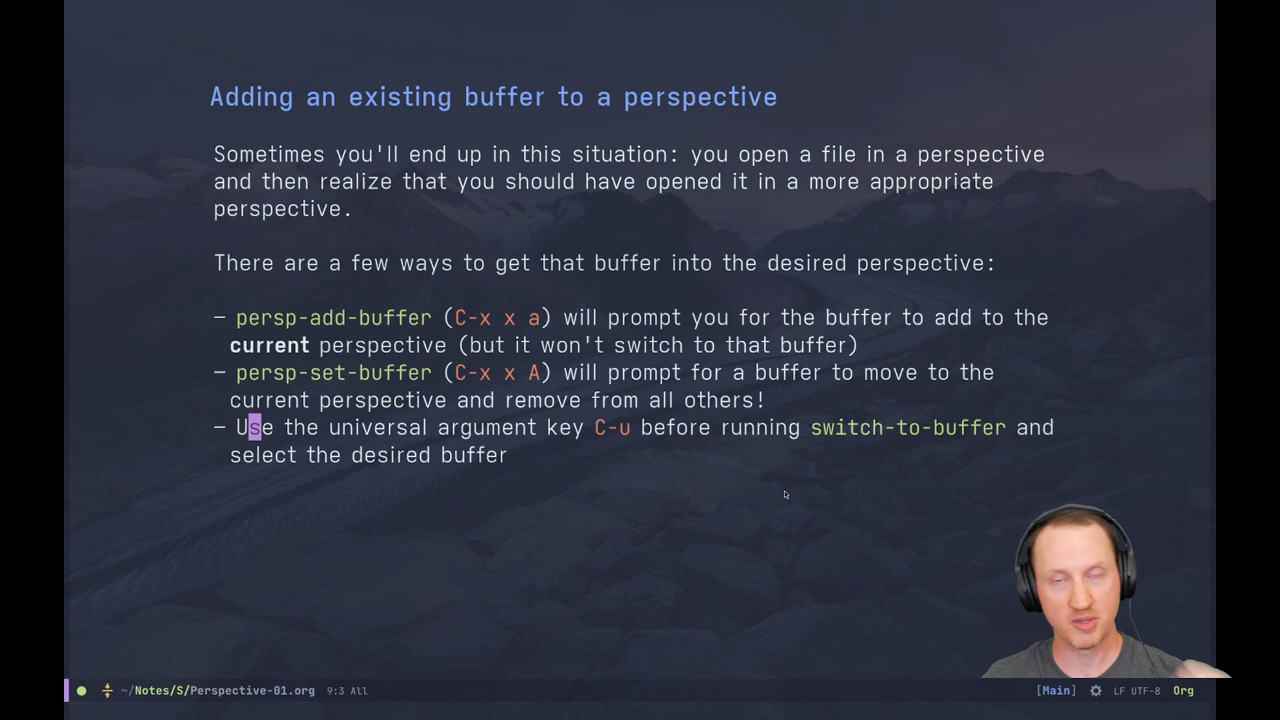 Adding an existing buffer to a perspective
Sometimes you'll end up in this situation: you open a file in a perspective
and then realize that you should have opened it in a more appropriate
perspective.
There are a few ways to get that buffer into the desired perspective:
– persp-add-buffer (C-x x a) will prompt you for the buffer to add to the
current perspective (but it won't switch to that buffer)
– persp-set-buffer (C-x x A) will prompt for a buffer to move to the
current perspective and remove from all others!
– Use the universal argument key C-u before running switch-to-buffer and
select the desired buffer
~/Notes/S/Perspective-01.org 9:3 All [Main] LF UTF-8 Org